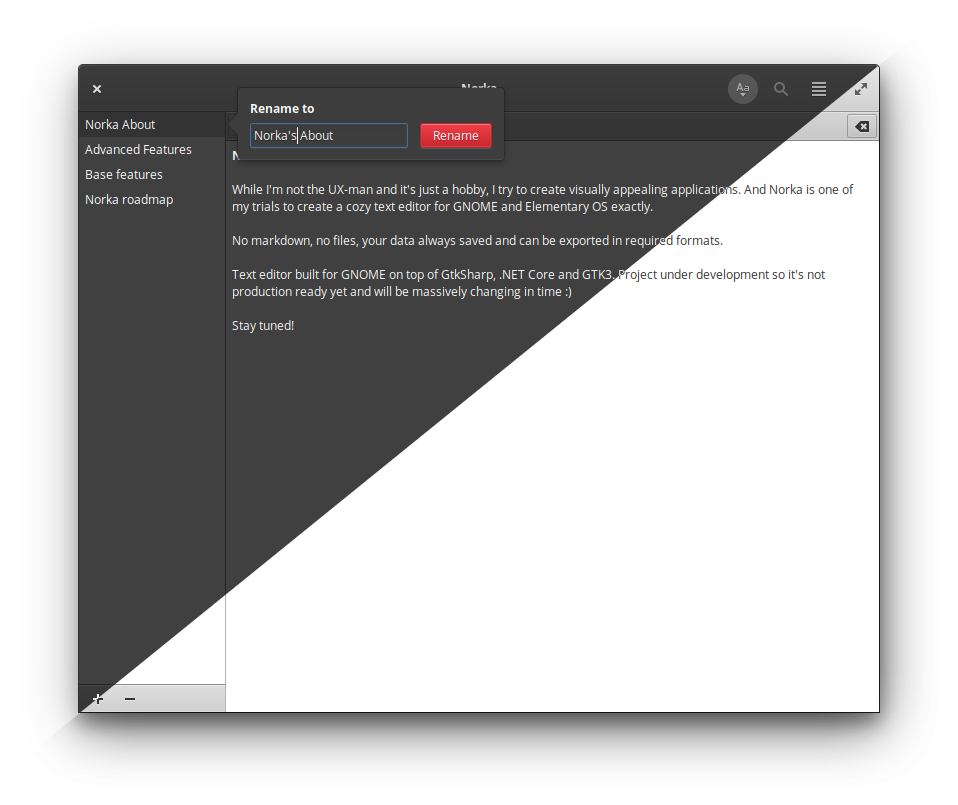 Norka
Aa
Rename to
Norka's About
Rename
Norka About
Advanced Features
Base features
Norka roadmap
While I'm not the UX-man and it's just a hobby, I try to create visually appealing applications. And Norka is one of
my trials to create a cozy text editor for GNOME and Elementary OS exactly.
No markdown, no files, your data always saved and can be exported in required formats.
Text editor built for GNOME on top of GtkSharp, .NET Core and GTK3. Project under development so it's not
production ready yet and will be massively changing in time :)
Stay tuned!